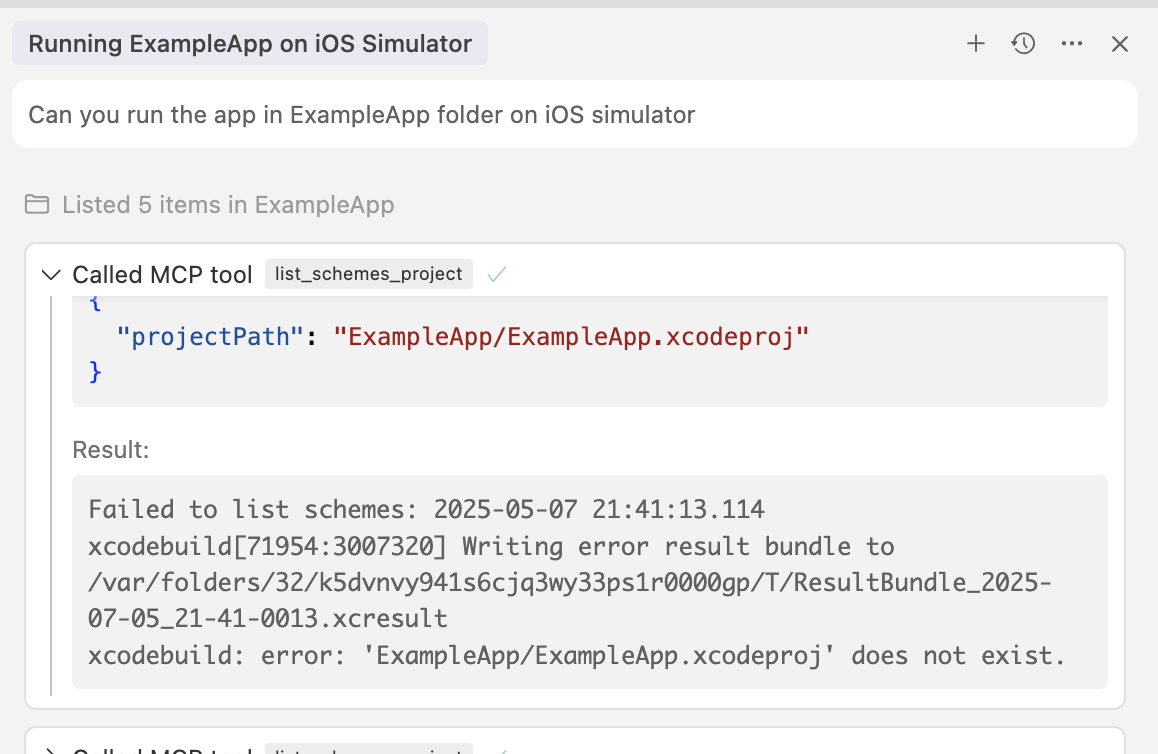 Running ExampleApp on iOS Simulator
Can you run the app in ExampleApp folder on iOS simulator
Listed 5 items in ExampleApp
Called MCP tool list_schemes_project
{
"projectPath": "ExampleApp/ExampleApp.xcodeproj"
}
Result:
Failed to list schemes: 2025-05-07 21:41:13.114
xcodebuild[71954:3007320] Writing error result bundle to
/var/folders/32/k5dvnvy941s6cjq3wy33ps1r0000gp/T/ResultBundle_2025-
07-05_21-41-0013.xcresult
xcodebuild: error: 'ExampleApp/ExampleApp.xcodeproj' does not exist.
Called MCP tool